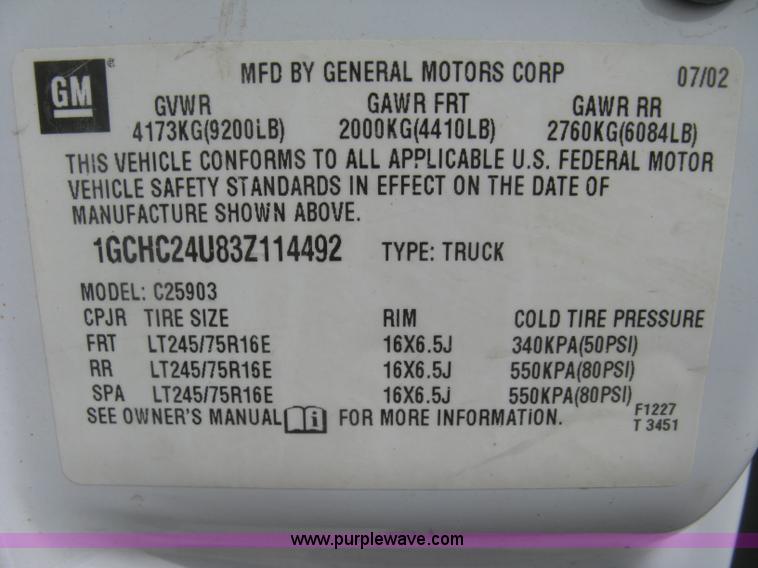 GM
MFD BY GENERAL MOTORS CORP 07/02
GVWR GAWR FRT GAWR RR
4173KG(9200LB) 2000KG(4410LB) 2760KG(6084LB)
THIS VEHICLE CONFORMS TO ALL APPLICABLE U.S. FEDERAL MOTOR
VEHICLE SAFETY STANDARDS IN EFFECT ON THE DATE OF
MANUFACTURE SHOWN ABOVE.
1GCHC24U83Z114492 TYPE: TRUCK
MODEL: C25903
CPJR TIRE SIZE RIM COLD TIRE PRESSURE
FRT LT245/75R16E 16X6.5J 340KPA(50PSI)
RR LT245/75R16E 16X6.5J 550KPA(80PSI)
SPA LT245/75R16E 16X6.5J 550KPA(80PSI)
SEE OWNER'S MANUAL i FOR MORE INFORMATION. F1227
T 3451
www.purplewave.com